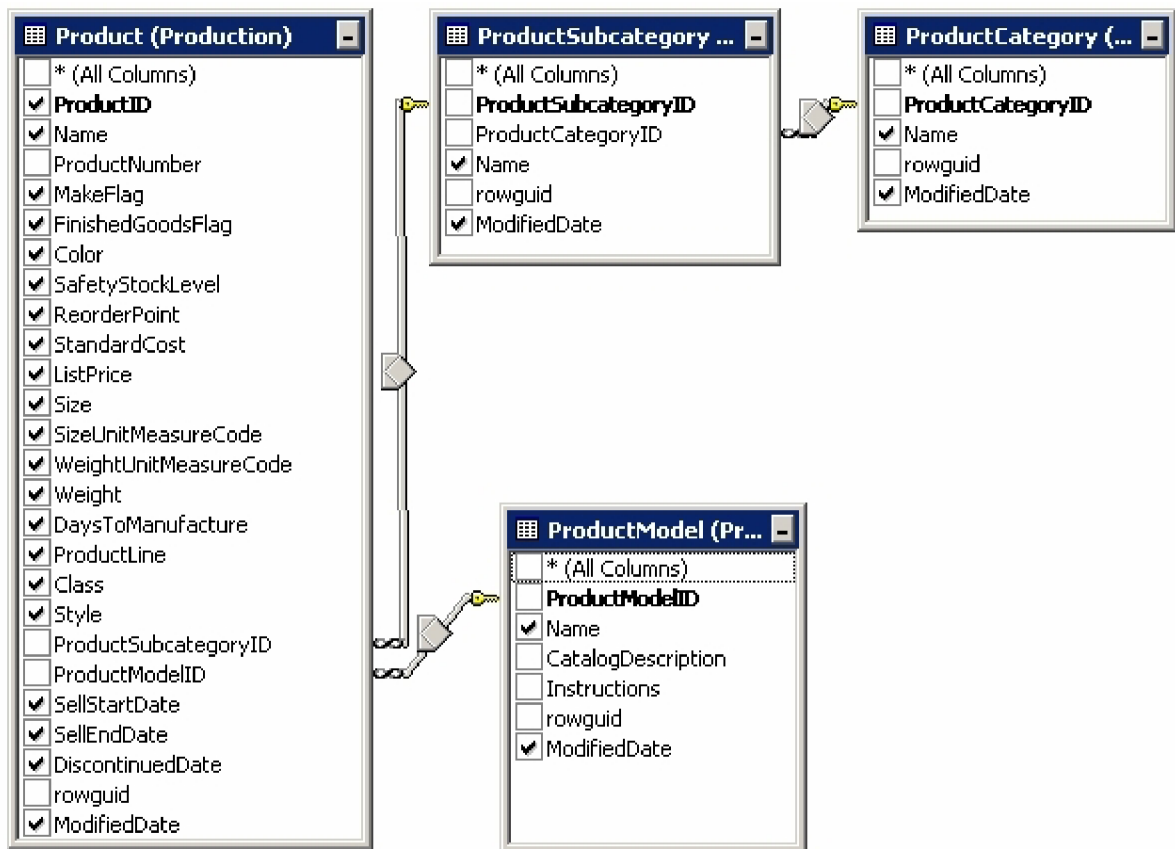 Product (Production)
* (All Columns)
ProductID
Name
ProductNumber
MakeFlag
FinishedGoodsFlag
Color
SafetyStockLevel
ReorderPoint
StandardCost
ListPrice
Size
SizeUnitMeasureCode
WeightUnitMeasureCode
Weight
DaysToManufacture
ProductLine
Class
Style
ProductSubcategoryID
ProductModelID
SellStartDate
SellEndDate
DiscontinuedDate
rowguid
ModifiedDate
ProductSubcategory ...
* (All Columns)
ProductSubcategoryID
ProductCategoryID
Name
rowguid
ModifiedDate
ProductCategory (...
* (All Columns)
ProductCategoryID
Name
rowguid
ModifiedDate
ProductModel (Pr...
* (All Columns)
ProductModelID
Name
CatalogDescription
Instructions
rowguid
ModifiedDate